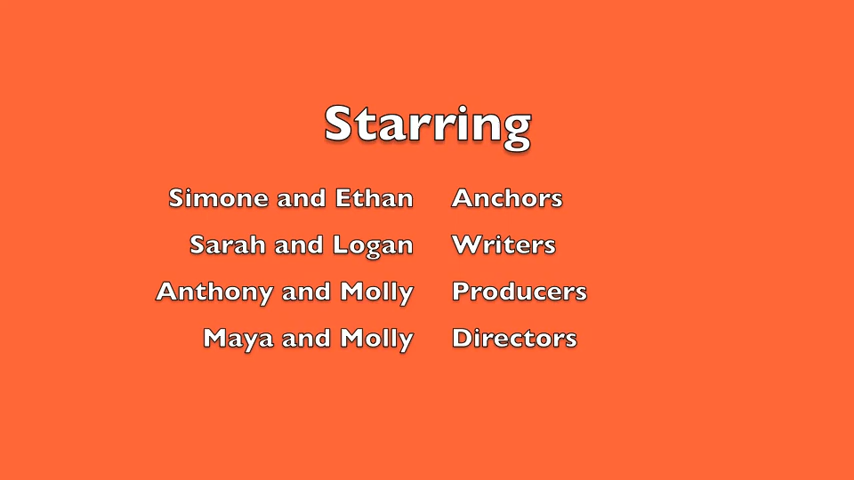 Starring
Simone and Ethan Anchors
Sarah and Logan Writers
Anthony and Molly Producers
Maya and Molly Directors